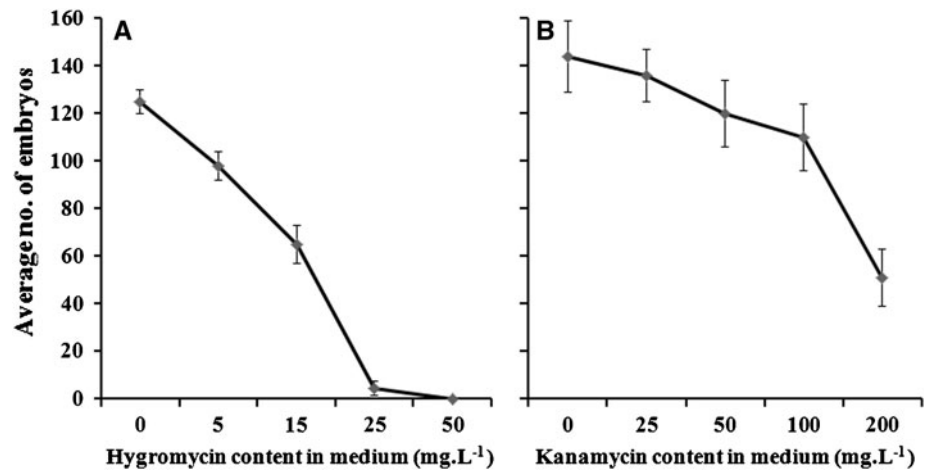 A
B
160
140
120
100
80
60
40
20
0
Average no. of embryos
0 5 15 25 50
0 25 50 100 200
Hygromycin content in medium (mg.L-1)
Kanamycin content in medium (mg.L-1)